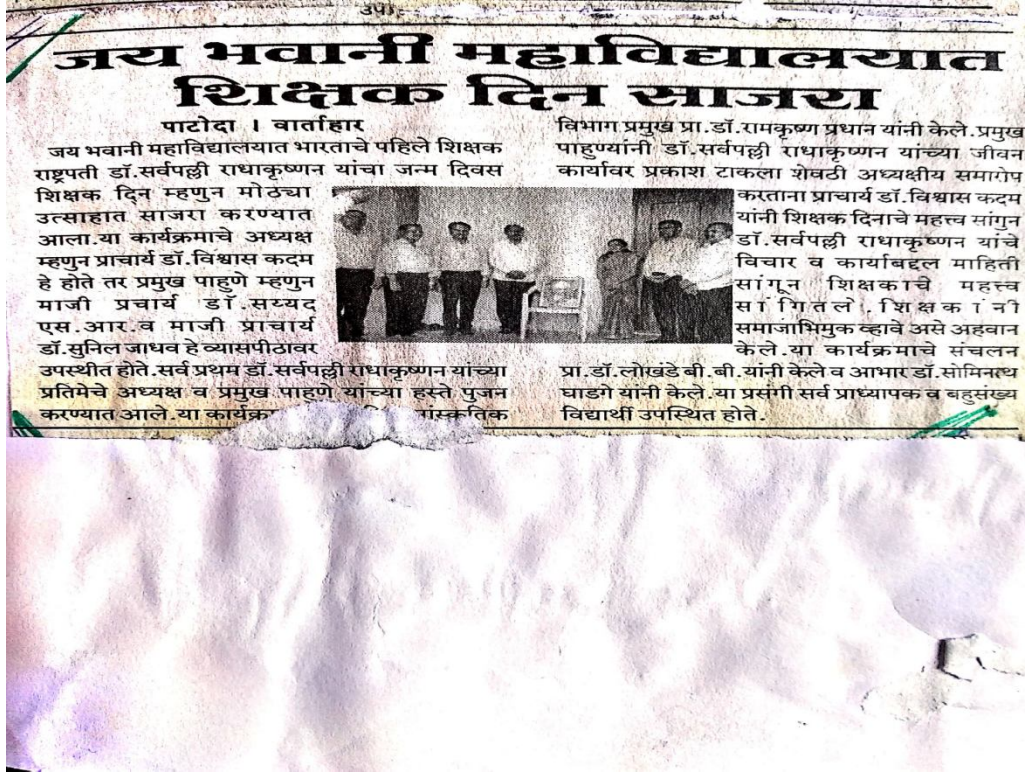 जय भवानी महाविद्यालयात
शिक्षक दिन साजरा
पाटोदा । वार्ताहार
जय भवानी महाविद्यालयात भारताचे पहिले शिक्षक
राष्ट्रपती डॉ.सर्वपल्ली राधाकृष्णन यांचा जन्म दिवस
शिक्षक दिन म्हणुन मोठ्या
उत्साहात साजरा करण्यात
आला.या कार्यक्रमाचे अध्यक्ष
म्हणुन प्राचार्य डॉ.विश्वास कदम
हे होते तर प्रमुख पाहुणे म्हणुन
माजी प्रचार्य डॉ.सय्यद
एस.आर.व माजी प्राचार्य
डॉ.सुनिल जाधव हे व्यासपीठावर
उपस्थीत होते.सर्व प्रथम डॉ.सर्वपल्ली राधाकृष्णन यांच्या
प्रतिमेचे अध्यक्ष व प्रमुख पाहुणे यांच्या हस्ते पुजन
करण्यात आले.या
विभाग प्रमुख प्रा.डॉ.रामकृष्ण प्रधान यांनी केले.प्रमुख
पाहुण्यांनी डॉ.सर्वपल्ली राधाकृष्णन यांच्या जीवन
कार्यावर प्रकाश टाकला शेवठी अध्यक्षीय समारोप
करताना प्राचार्य डॉ.विश्वास कदम
यांनी शिक्षक दिनाचे महत्त्व सांगुन
डॉ.सर्वपल्ली राधाकृष्णन यांचे
विचार व कार्याबद्दल माहिती
सांगून शिक्षकाचे महत्त्व
सांगितले.शिक्षकांनी
समाजाभिमुक व्हावे असे अहवान
केले.या कार्यक्रमाचे संचलन
प्रा.डॉ.लोखंडे बी.बी.यांनी केले व आभार डॉ.सोमिनाथ
घाडगे यांनी केले.या प्रसंगी सर्व प्राध्यापक व बहुसंख्य
विद्यार्थी उपस्थित होते.